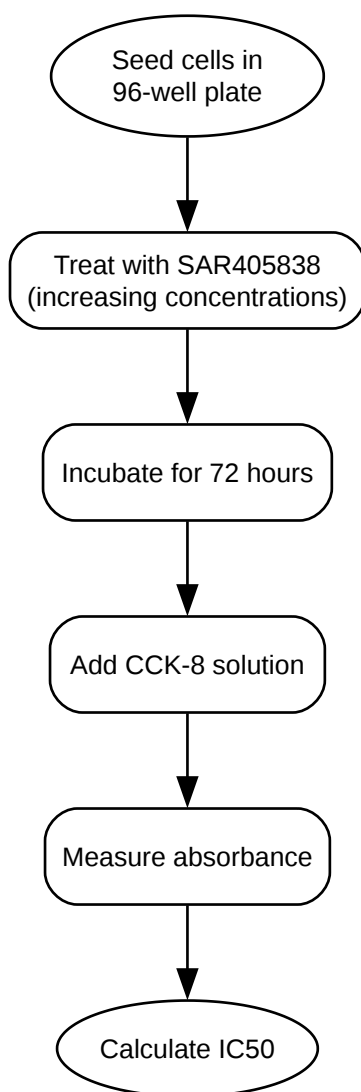 Seed cells in
96-well plate
Treat with SAR405838
(increasing concentrations)
Incubate for 72 hours
Add CCK-8 solution
Measure absorbance
Calculate IC50